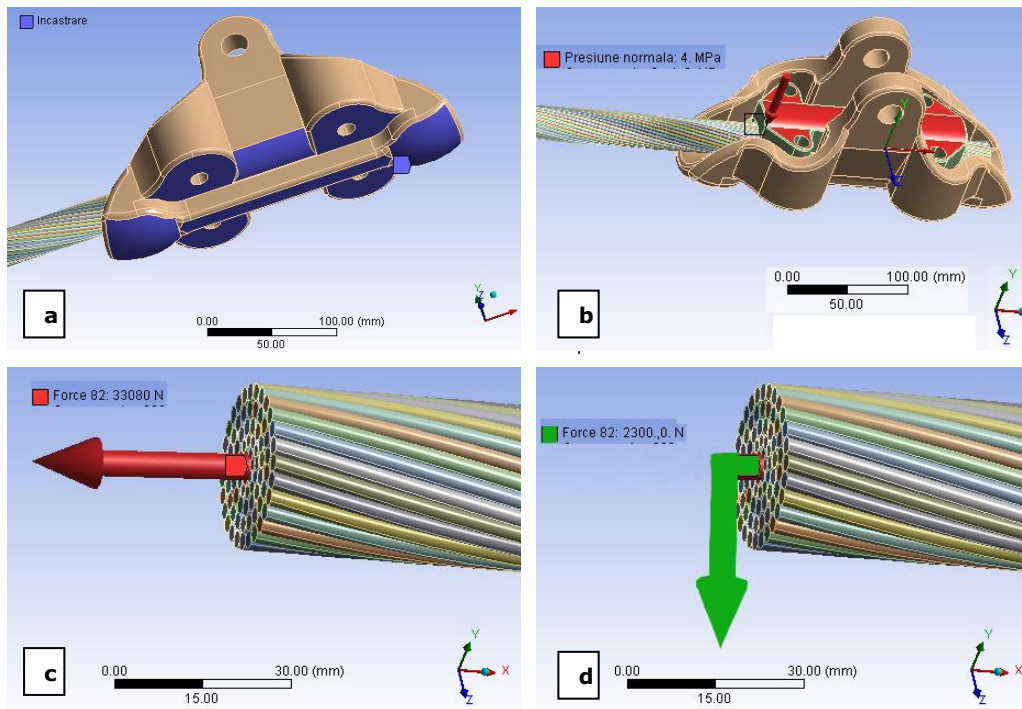 Incastrare
Y
Z
a
0.00 100.00 (mm)
50.00
Presiune normala: 4. MPa
Y
Z
b
0.00 100.00 (mm)
50.00
Y
Z
Force 82: 33080 N
c
0.00 30.00 (mm)
15.00
Y
X
Z
Force 82: 2300.,0. N
d
0.00 30.00 (mm)
15.00
Y
X
Z